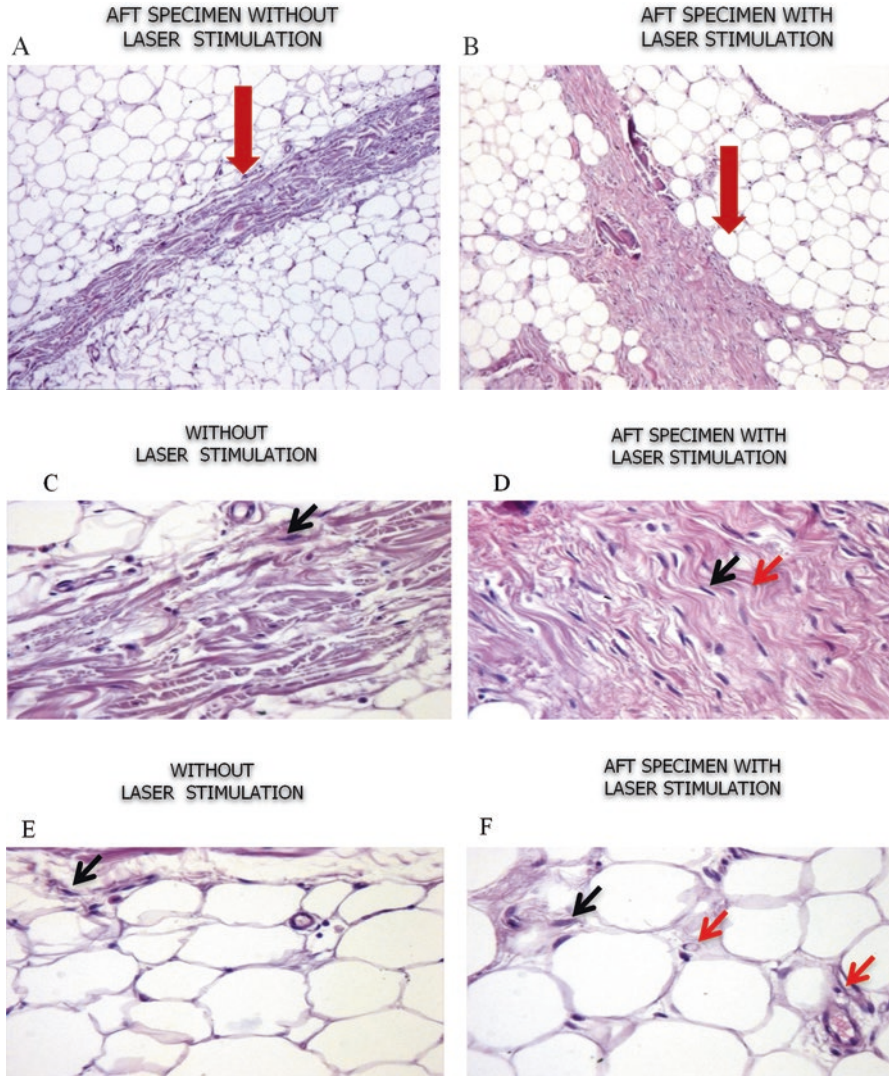 AFT SPECIMEN WITHOUT
LASER STIMULATION
A
AFT SPECIMEN WITH
LASER STIMULATION
B
WITHOUT
LASER STIMULATION
C
AFT SPECIMEN WITH
LASER STIMULATION
D
WITHOUT
LASER STIMULATION
E
AFT SPECIMEN WITH
LASER STIMULATION
F